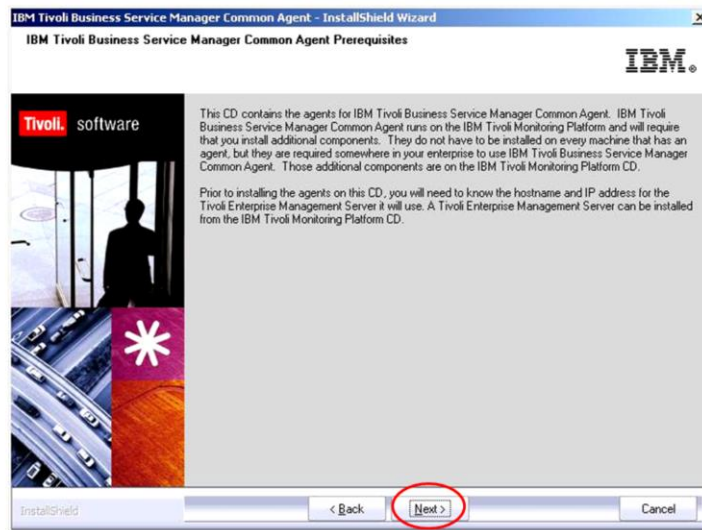 IBM Tivoli Business Service Manager Common Agent - InstallShield Wizard
IBM Tivoli Business Service Manager Common Agent Prerequisites
IBM®
Tivoli. software
This CD contains the agents for IBM Tivoli Business Service Manager Common Agent. IBM Tivoli
Business Service Manager Common Agent runs on the IBM Tivoli Monitoring Platform and will require
that you install additional components. They do not have to be installed on every machine that has an
agent, but they are required somewhere in your enterprise to use IBM Tivoli Business Service Manager
Common Agent. Those additional components are on the IBM Tivoli Monitoring Platform CD.
Prior to installing the agents on this CD, you will need to know the hostname and IP address for the
Tivoli Enterprise Management Server it will use. A Tivoli Enterprise Management Server can be installed
from the IBM Tivoli Monitoring Platform CD.
InstallShield
< Back
Next >
Cancel